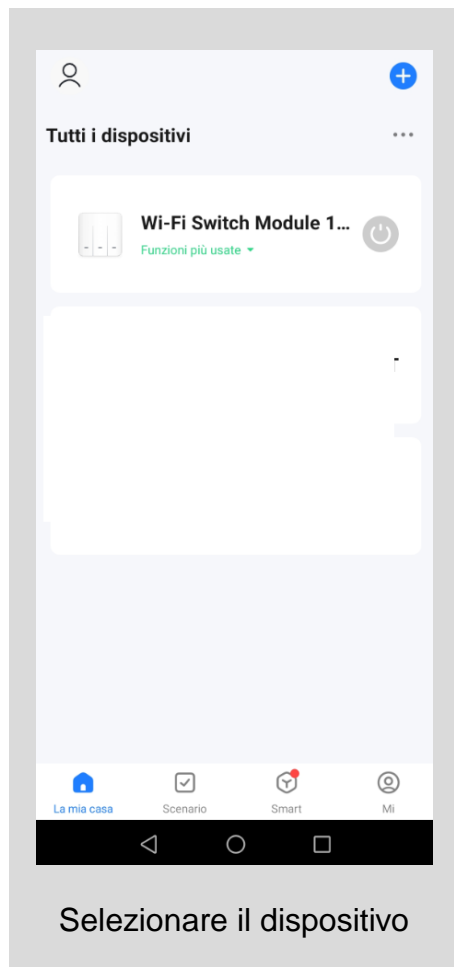 Tutti i dispositivi
Wi-Fi Switch Module 1...
Funzioni più usate
La mia casa Scenario Smart Mi
Selezionare il dispositivo